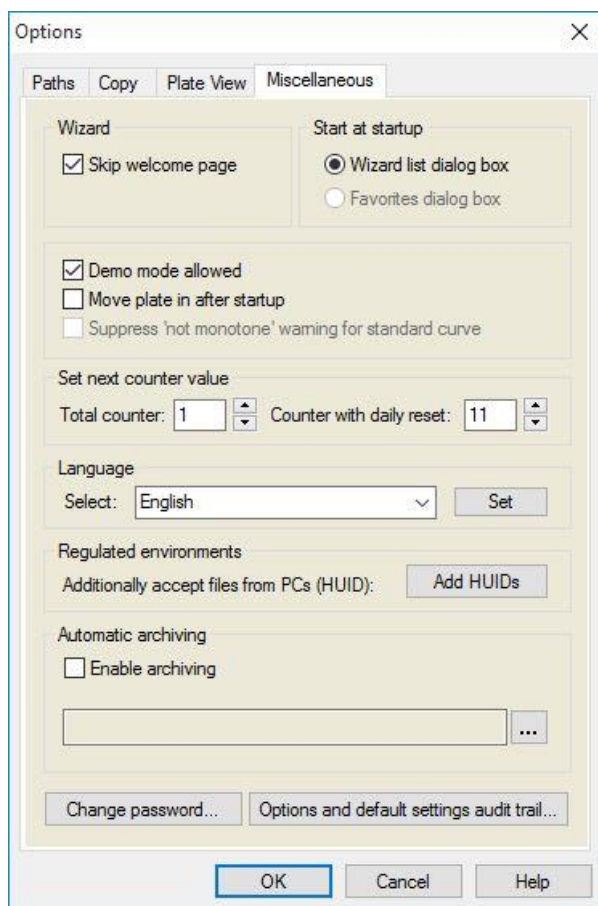 Options
Paths Copy Plate View Miscellaneous
Wizard
Skip welcome page
Start at startup
Wizard list dialog box
Favorites dialog box
Demo mode allowed
Move plate in after startup
Suppress 'not monotone' warning for standard curve
Set next counter value
Total counter: 1 Counter with daily reset: 11
Language
Select: English Set
Regulated environments
Additionally accept files from PCs (HUID): Add HUIDs
Automatic archiving
Enable archiving
...
Change password... Options and default settings audit trail...
OK Cancel Help